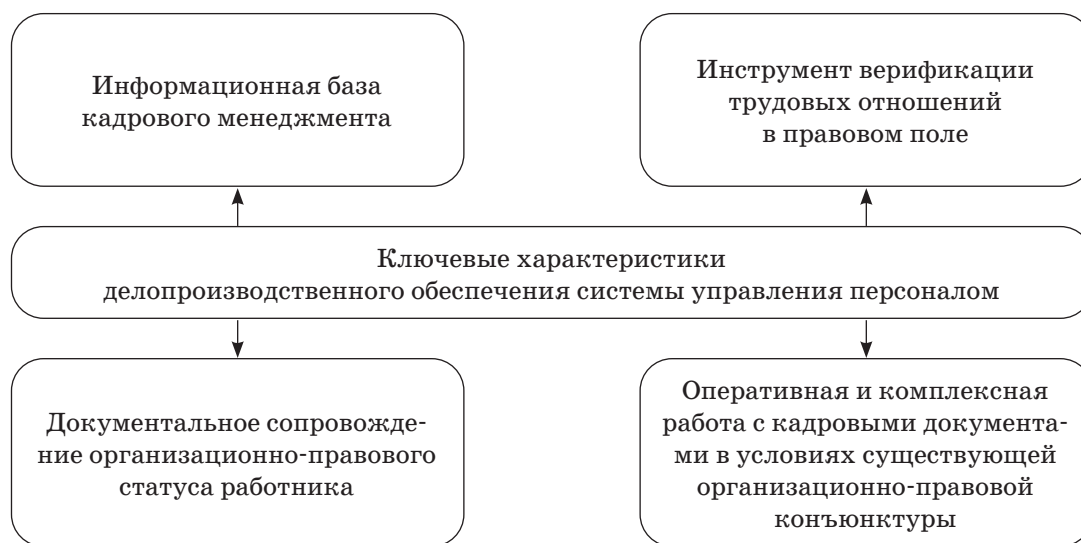 Информационная база
кадрового менеджмента
Инструмент верификации
трудовых отношений
в правовом поле
Ключевые характеристики
делопроизводственного обеспечения системы управления персоналом
Документальное сопровожде-
ние организационно-правового
статуса работника
Оперативная и комплексная
работа с кадровыми документа-
ми в условиях существующей
организационно-правовой
конъюнктуры